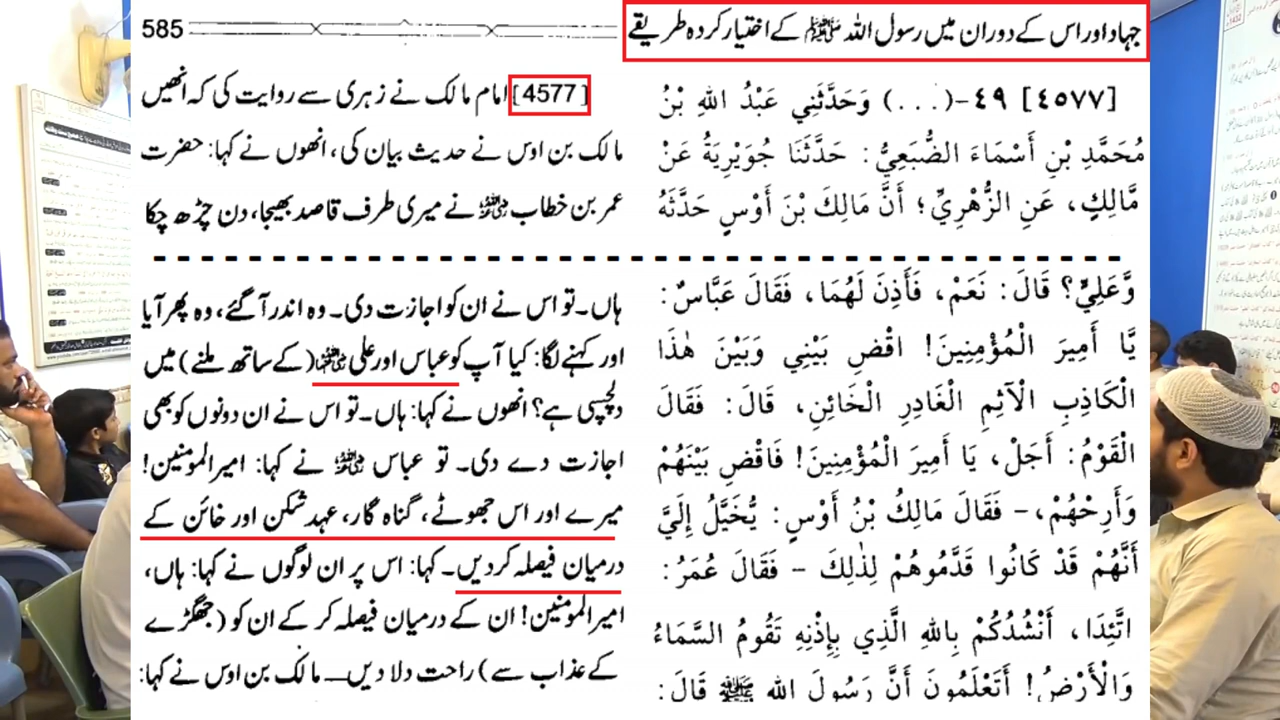 585
جہاد اور اس کے دوران میں رسول اللہ ﷺ کے اختیار کردہ طریقے
[٤٥٧٧] ٤٩-(...) وَحَدَّثَنِي عَبْدُ اللهِ بْنُ
مُحَمَّدِ بْنِ أَسْمَاءَ الضُّبَعِيُّ: حَدَّثَنَا جُوَيْرِيَةُ عَنْ
مَّالِكٍ، عَنِ الزُّهْرِيِّ؛ أَنَّ مَالِكَ بْنَ أَوْسٍ حَدَّثَهُ
[4577] امام مالک نے زہری سے روایت کی کہ انھیں
مالک بن اوس نے حدیث بیان کی، انھوں نے کہا: حضرت
عمر بن خطاب رضی اللہ عنہ نے میری طرف قاصد بھیجا، دن چڑھ چکا
وَّعَلِيٍّ؟ قَالَ: نَعَمْ، فَأَذِنَ لَهُمَا، فَقَالَ عَبَّاسٌ:
يَّا أَمِيرَ الْمُؤْمِنِينَ! اقْضِ بَيْنِي وَبَيْنَ هٰذَا
الْكَاذِبِ الْآثِمِ الْغَادِرِ الْخَائِنِ، قَالَ: فَقَالَ
الْقَوْمُ: أَجَلْ، يَا أَمِيرَ الْمُؤْمِنِينَ! فَاقْضِ بَيْنَهُمْ
وَأَرِحْهُمْ،- فَقَالَ مَالِكُ بْنُ أَوْسٍ: يُّخَيَّلُ إِلَيَّ
أَنَّهُمْ قَدْ كَانُوا قَدَّمُوهُمْ لِذٰلِكَ - فَقَالَ عُمَرُ:
اتَّئِدَا، أَنْشُدُكُمْ بِاللهِ الَّذِي بِإِذْنِهِ تَقُومُ السَّمَاءُ
وَالْأَرْضُ! أَتَعْلَمُونَ أَنَّ رَسُولَ اللهِ ﷺ قَالَ:
ہاں۔ تو اس نے ان کو اجازت دی۔ وہ اندر آ گئے، وہ پھر آیا
اور کہنے لگا: کیا آپ کو عباس اور علی رضی اللہ عنہما (کے ساتھ ملنے) میں
دلچسپی ہے؟ انھوں نے کہا: ہاں۔ تو اس نے ان دونوں کو بھی
اجازت دے دی۔ تو عباس رضی اللہ عنہ نے کہا: امیر المومنین!
میرے اور اس جھوٹے، گناہ گار، عہد شکن اور خائن کے
درمیان فیصلہ کر دیں۔ کہا: اس پر ان لوگوں نے کہا: ہاں،
امیر المومنین! ان کے درمیان فیصلہ کر کے ان کو (جھگڑے
کے عذاب سے) راحت دلا دیں— مالک بن اوس نے کہا: